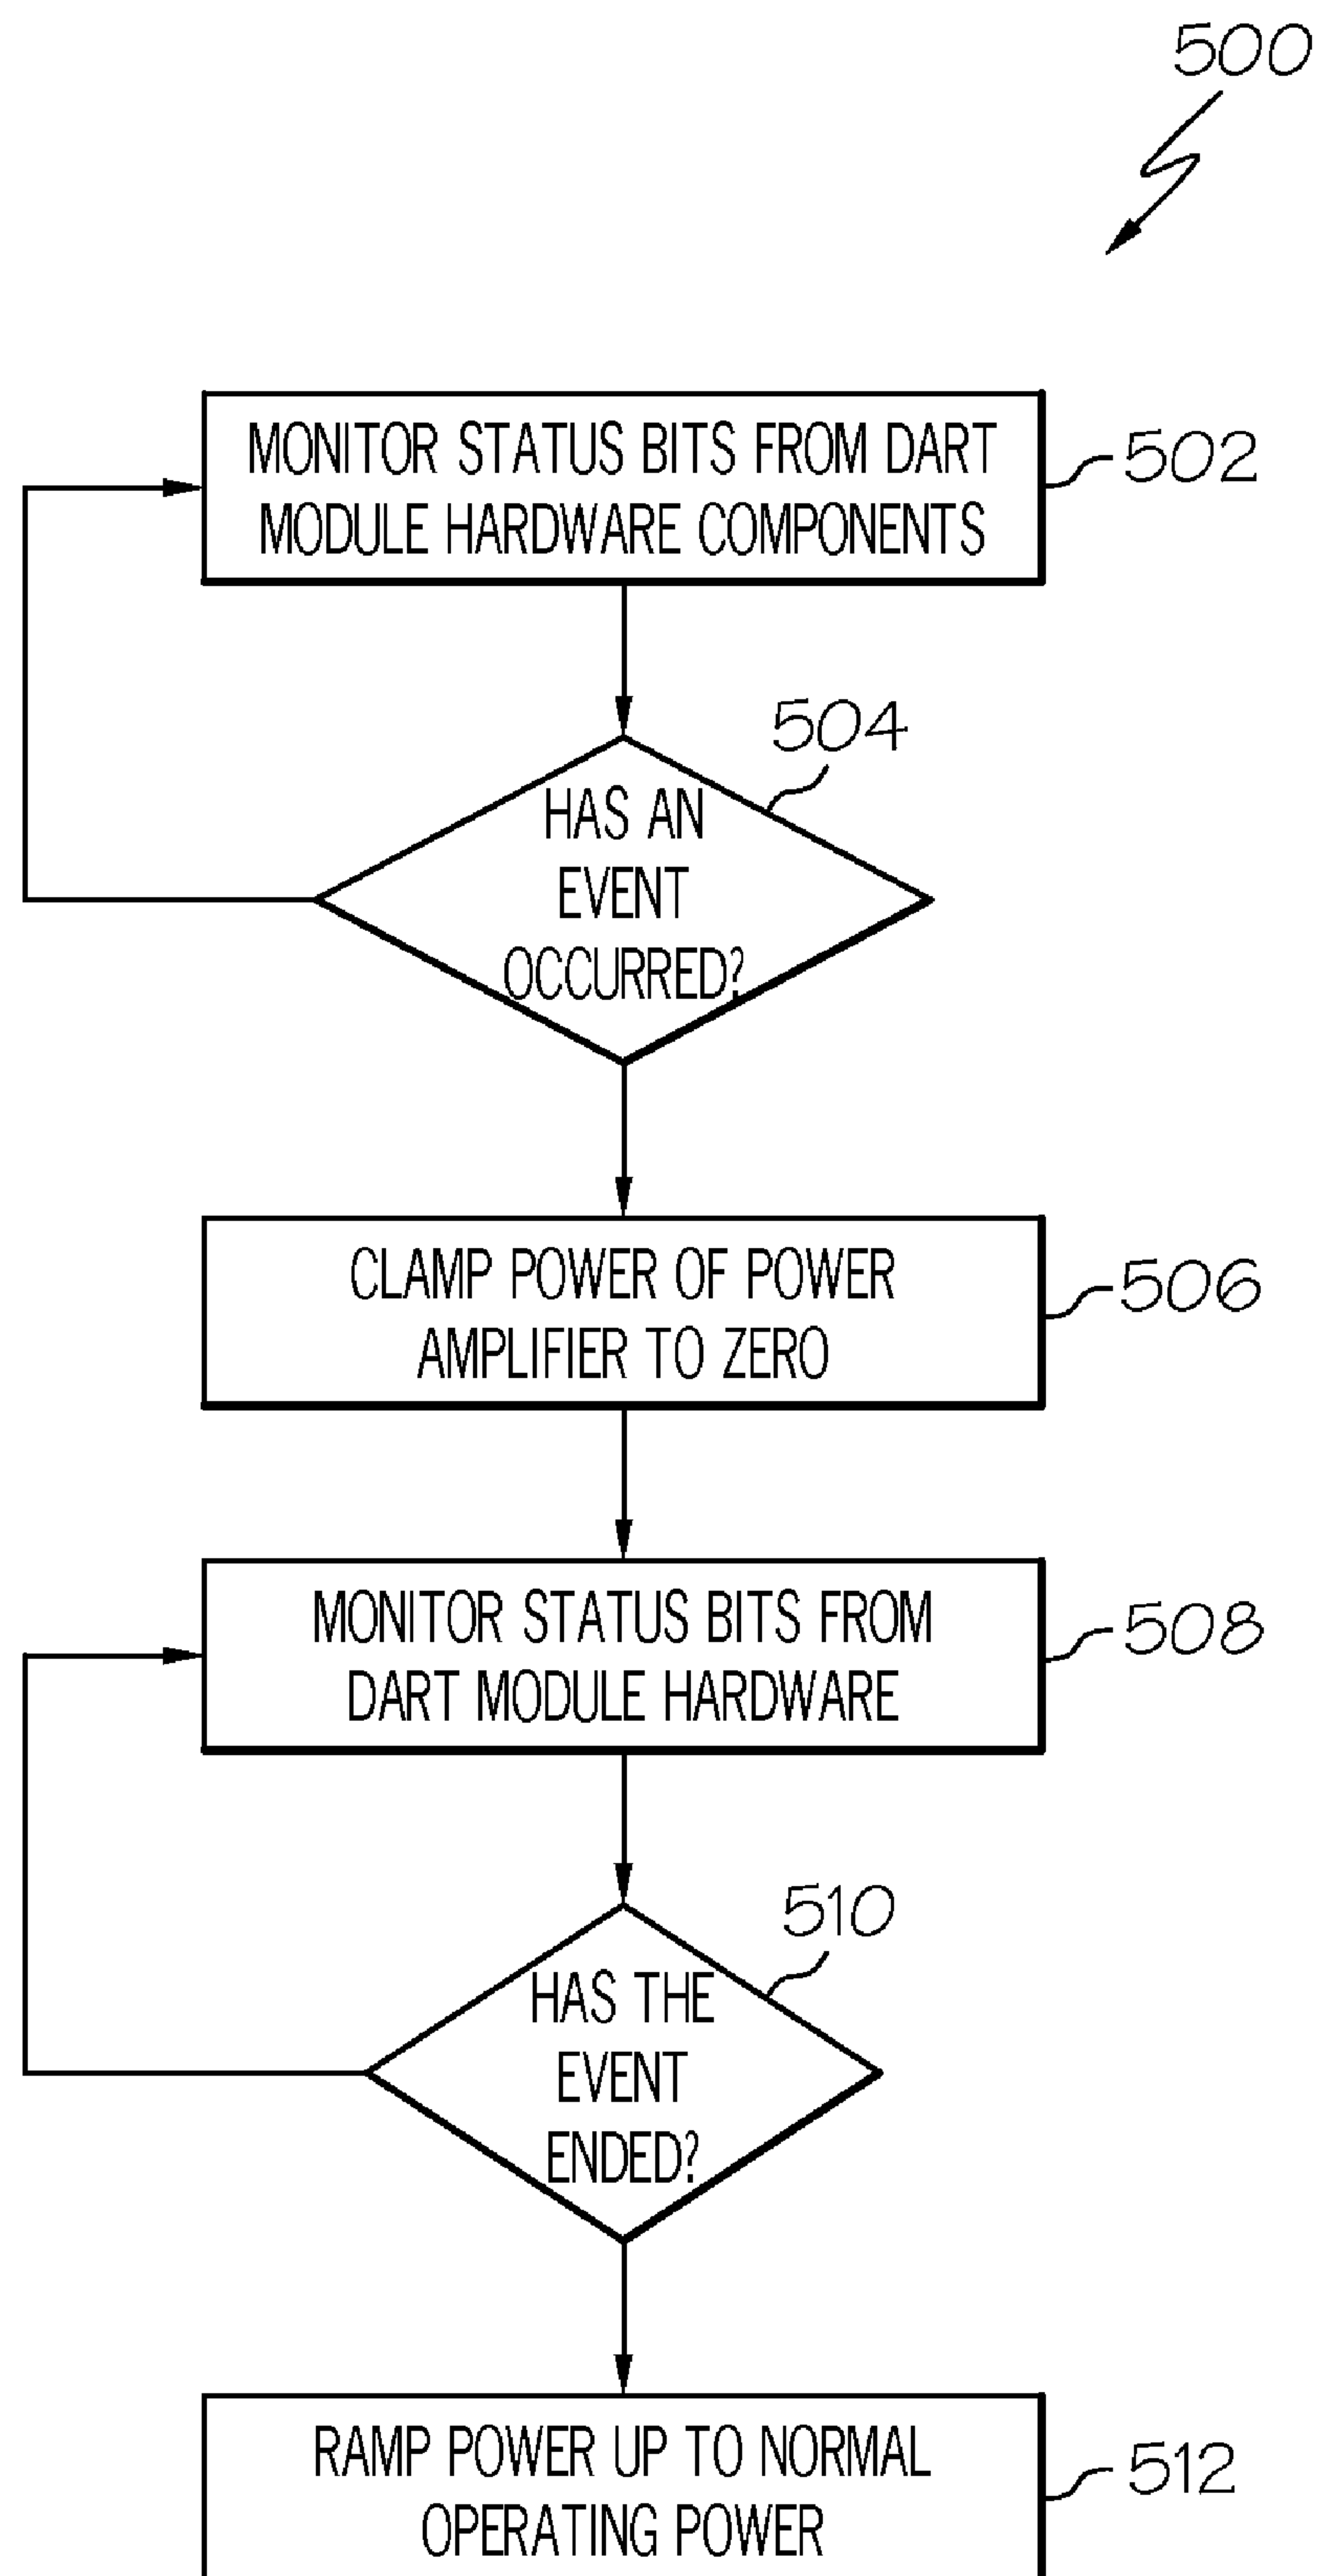 500
MONITOR STATUS BITS FROM DART
MODULE HARDWARE COMPONENTS
502
504
HAS AN
EVENT
OCCURRED?
CLAMP POWER OF POWER
AMPLIFIER TO ZERO
506
MONITOR STATUS BITS FROM
DART MODULE HARDWARE
508
510
HAS THE
EVENT
ENDED?
RAMP POWER UP TO NORMAL
OPERATING POWER
512